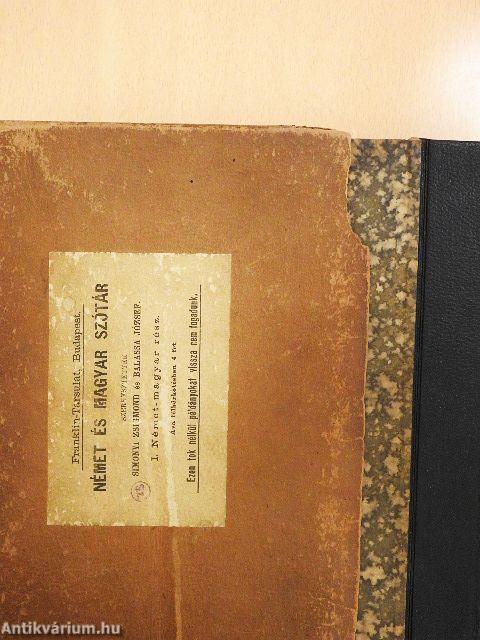 Franklin-Társulat, Budapest.
NÉMET ÉS MAGYAR SZÓTÁR
SZERKESZTETTÉK
SIMONYI ZSIGMOND és BALASSA JÓZSEF.
I. Német-magyar rész.
Ára félbőrkötésben 4 frt
Ezen tok nélkül példányokat vissza nem fogadunk.
Antikvárium.hu